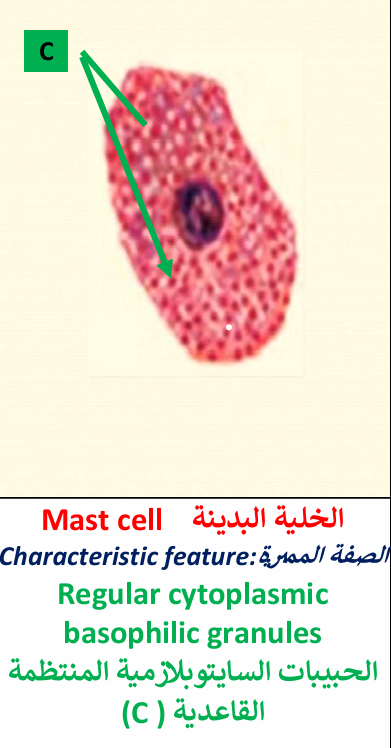 C
Mast cell الخلية البدينة
Characteristic feature:الصفة المميزة
Regular cytoplasmic
basophilic granules
الحبيبات السايتوبلازمية المنتظمة
القاعدية ( C)